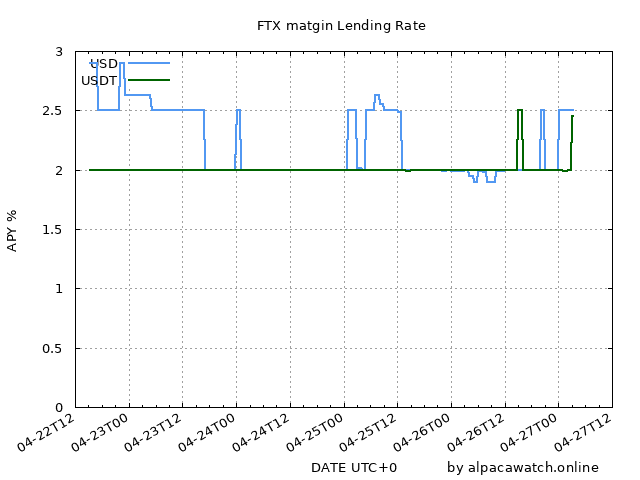 FTX matgin Lending Rate
USD
USDT
3
2.5
2
1.5
1
0.5
0
APY %
04-22T12
04-23T00
04-23T12
04-24T00
04-24T12
04-25T00
04-25T12
04-26T00
04-26T12
04-27T00
04-27T12
DATE UTC+0
by alpacawatch.online